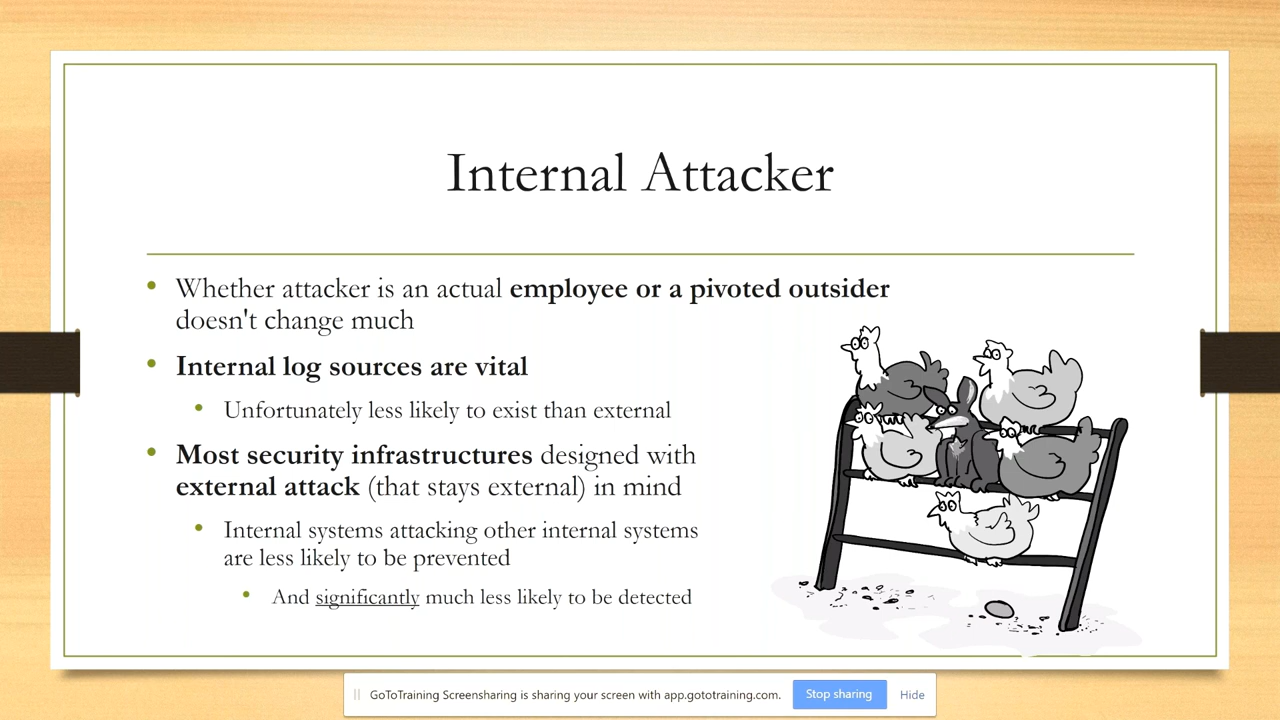 Internal Attacker
• Whether attacker is an actual employee or a pivoted outsider
doesn't change much
• Internal log sources are vital
• Unfortunately less likely to exist than external
• Most security infrastructures designed with
external attack (that stays external) in mind
• Internal systems attacking other internal systems
are less likely to be prevented
• And significantly much less likely to be detected
GoToTraining Screensharing is sharing your screen with app.gototraining.com. Stop sharing Hide